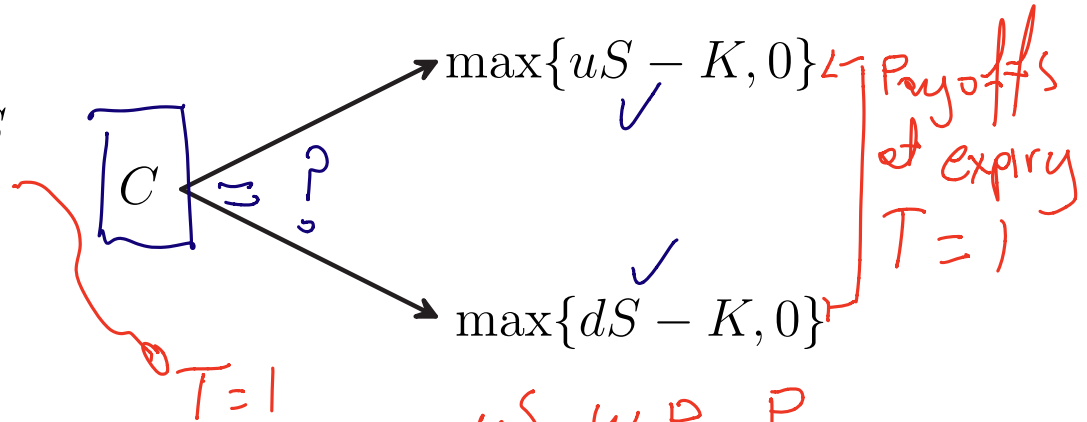 max{uS − K, 0}
Payoffs
at expiry
T = 1
C = ?
max{dS − K, 0}
T = 1